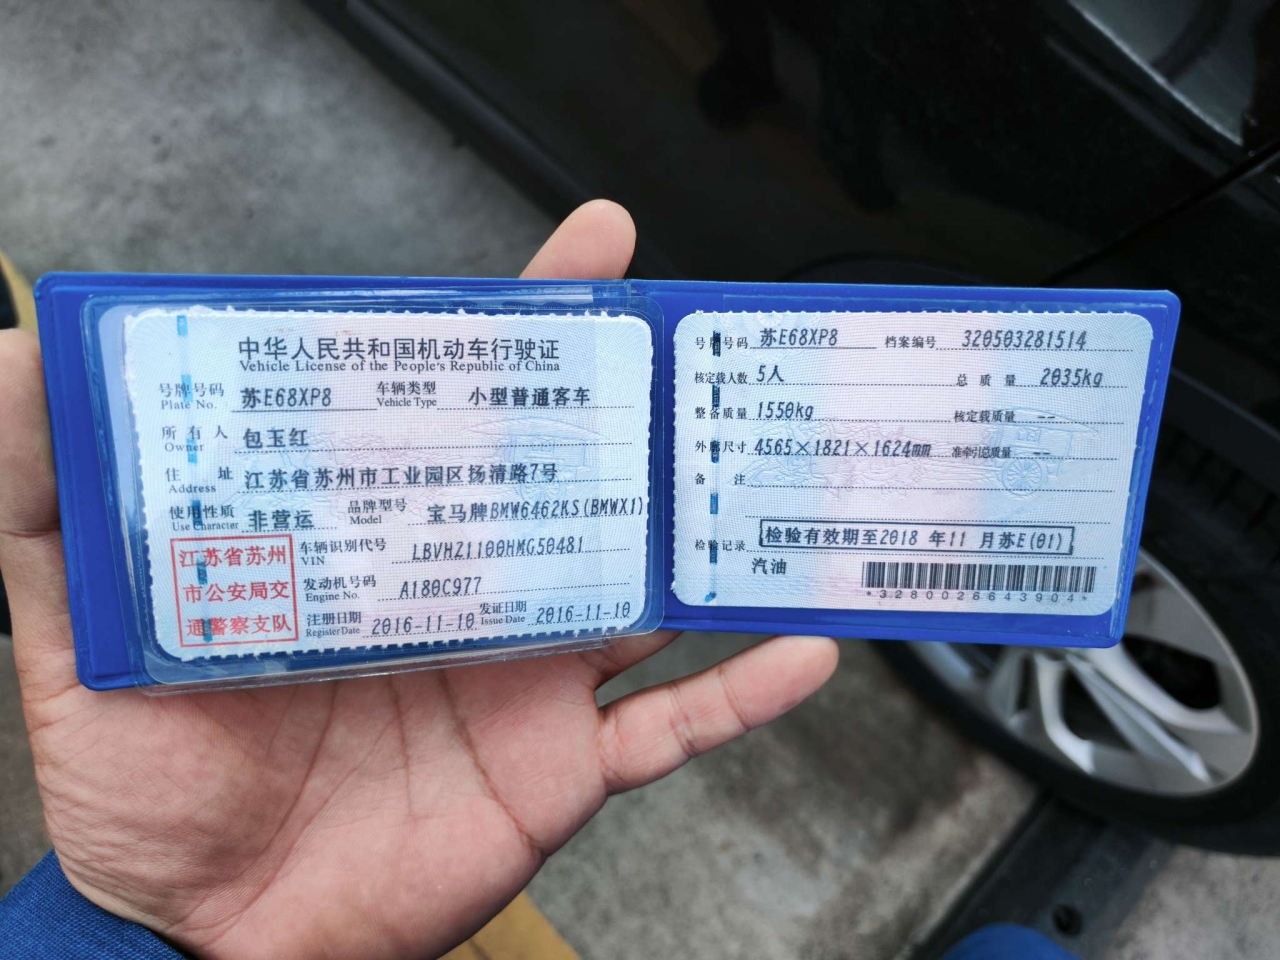 中华人民共和国机动车行驶证
Vehicle License of the People's Republic of China
号牌号码 苏E68XP8 车辆类型 小型普通客车
Plate No. Vehicle Type
所有人 包玉红
Owner
住址 江苏省苏州市工业园区扬清路7号
Address
使用性质 非营运 品牌型号 宝马牌BMW6462KS(BMWX1)
Use Character Model
江苏省苏州
市公安局交
通警察支队
车辆识别代号 LBVHZ1100HMG50481
VIN
发动机号码 A180C977
Engine No.
注册日期 2016-11-10 发证日期 2016-11-10
Register Date Issue Date
号牌号码 苏E68XP8 档案编号 320503281514
核定载人数 5人 总质量 2035kg
整备质量 1550kg 核定载质量 --
外廓尺寸 4565×1821×1624mm 准牵引总质量 --
备注
检验记录 检验有效期至2018 年11 月苏E(01)
汽油
*3280026643904*